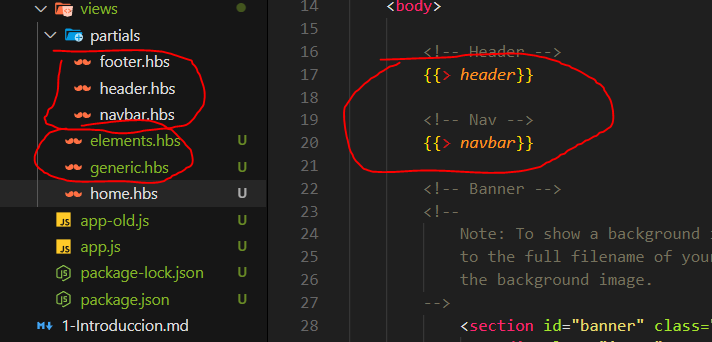 views
partials
footer.hbs
header.hbs
navbar.hbs
elements.hbs U
generic.hbs U
home.hbs U
JS app-old.js U
JS app.js U
package-lock.json U
package.json U
1-Introduccion.md
14 <body>
15
16 <!-- Header -->
17 {{> header}}
18
19 <!-- Nav -->
20 {{> navbar}}
21
22 <!-- Banner -->
23 <!--
24 Note: To show a background
25 to the full filename of your
26 the background image.
27 -->
28 <section id="banner" class="